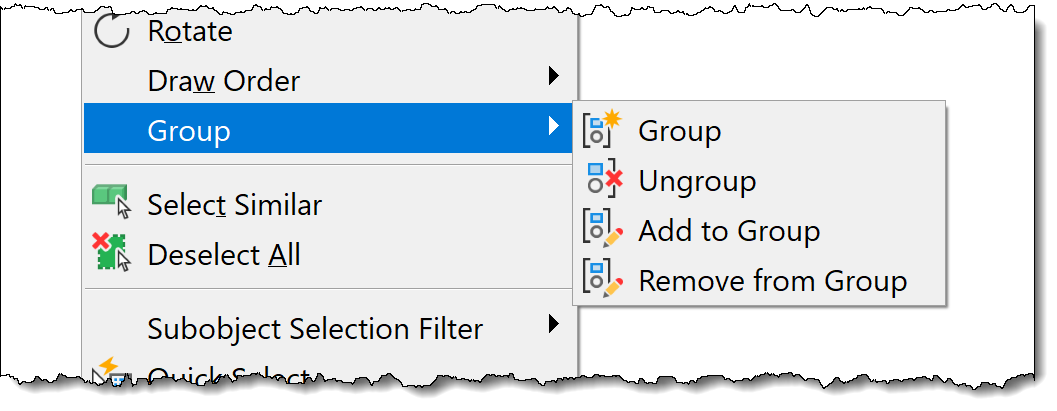 Rotate
Draw Order
Group
Select Similar
Deselect All
Subobject Selection Filter
Quick Select
Group
Ungroup
Add to Group
Remove from Group